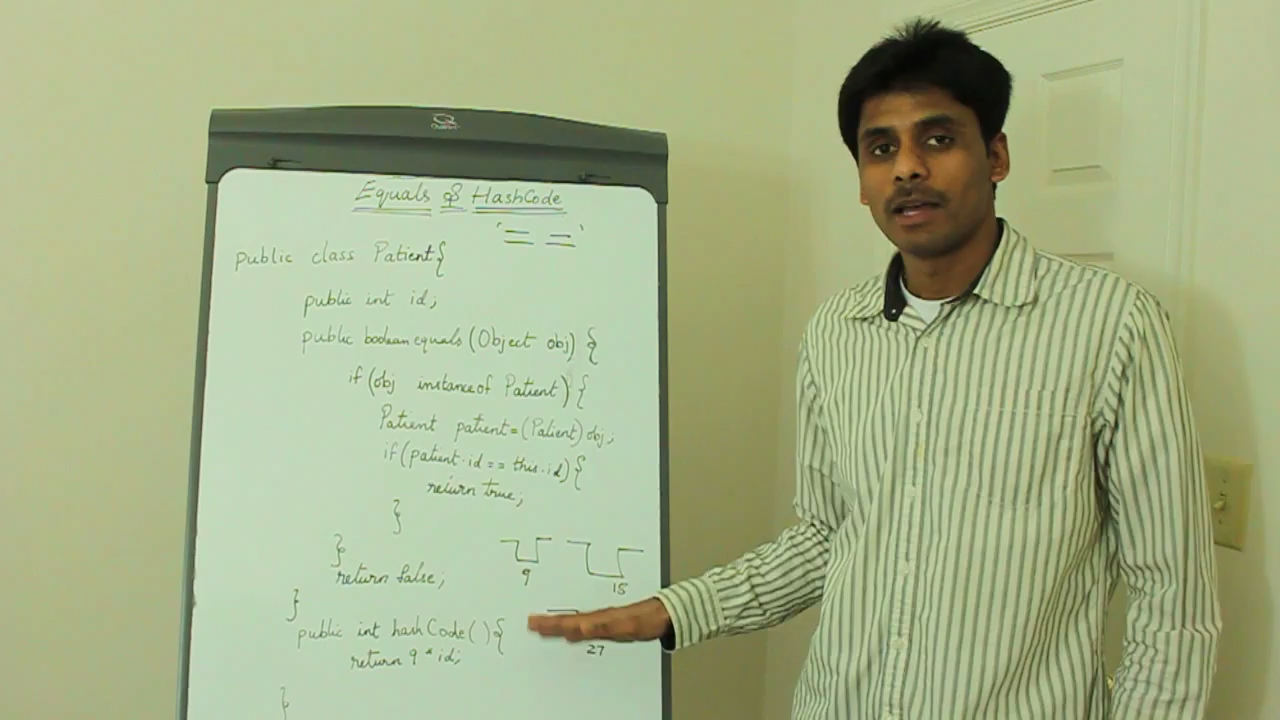 Quartet
Equals & HashCode
' == == '
public class Patient{
public int id;
public boolean equals(Object obj) {
if (obj instanceof Patient) {
Patient patient = (Patient) obj;
if (patient.id == this.id) {
return true;
}
}
return false;
}
9
18
public int hashCode( ){
27
return 9 * id;
}